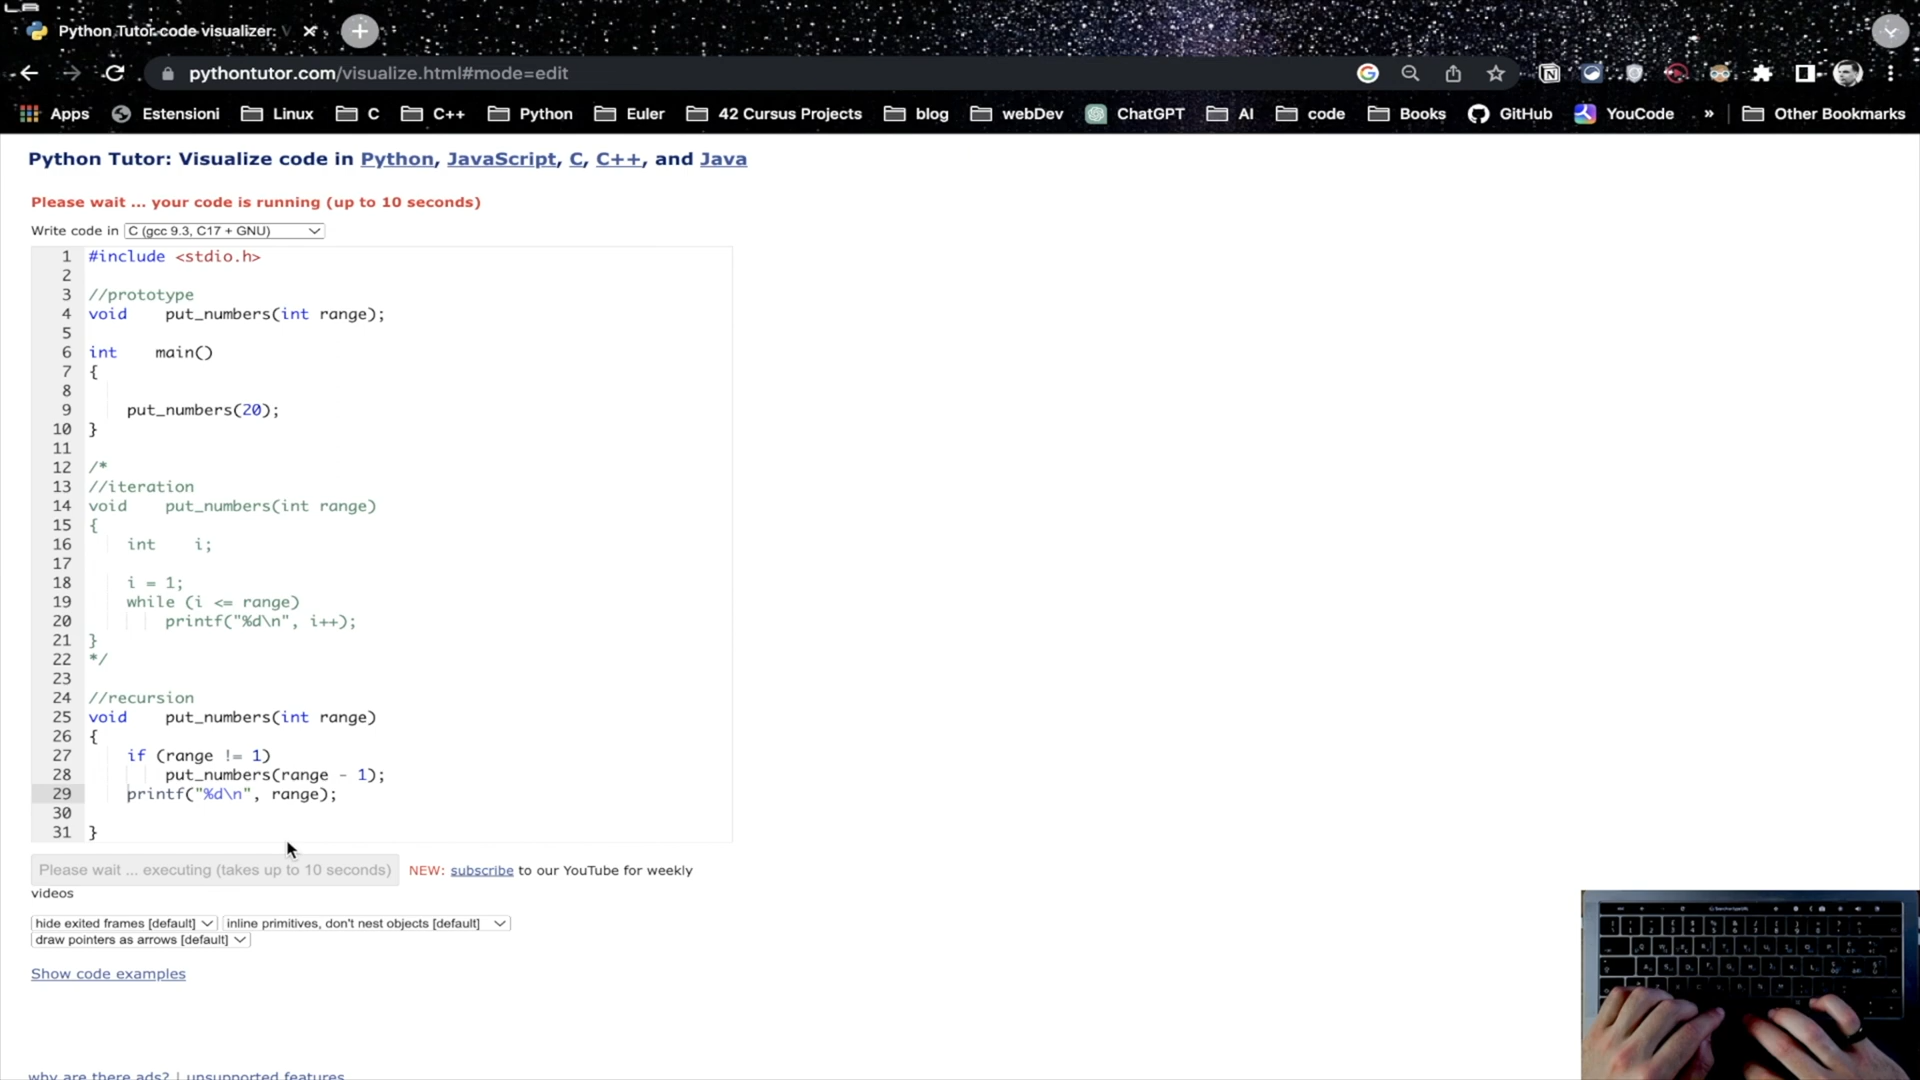 Python Tutor code visualizer: V
pythontutor.com/visualize.html#mode=edit
Apps Estensioni Linux C C++ Python Euler 42 Cursus Projects blog webDev ChatGPT AI code Books GitHub YouCode » Other Bookmarks
Python Tutor: Visualize code in Python, JavaScript, C, C++, and Java
Please wait ... your code is running (up to 10 seconds)
Write code in C (gcc 9.3, C17 + GNU)
1 #include <stdio.h>
2
3 //prototype
4 void put_numbers(int range);
5
6 int main()
7 {
8
9 put_numbers(20);
10 }
11
12 /*
13 //iteration
14 void put_numbers(int range)
15 {
16 int i;
17
18 i = 1;
19 while (i <= range)
20 printf("%d\n", i++);
21 }
22 */
23
24 //recursion
25 void put_numbers(int range)
26 {
27 if (range != 1)
28 put_numbers(range - 1);
29 printf("%d\n", range);
30
31 }
Please wait ... executing (takes up to 10 seconds) NEW: subscribe to our YouTube for weekly
videos
hide exited frames [default] inline primitives, don't nest objects [default]
draw pointers as arrows [default]
Show code examples
why are there ads? | unsupported features